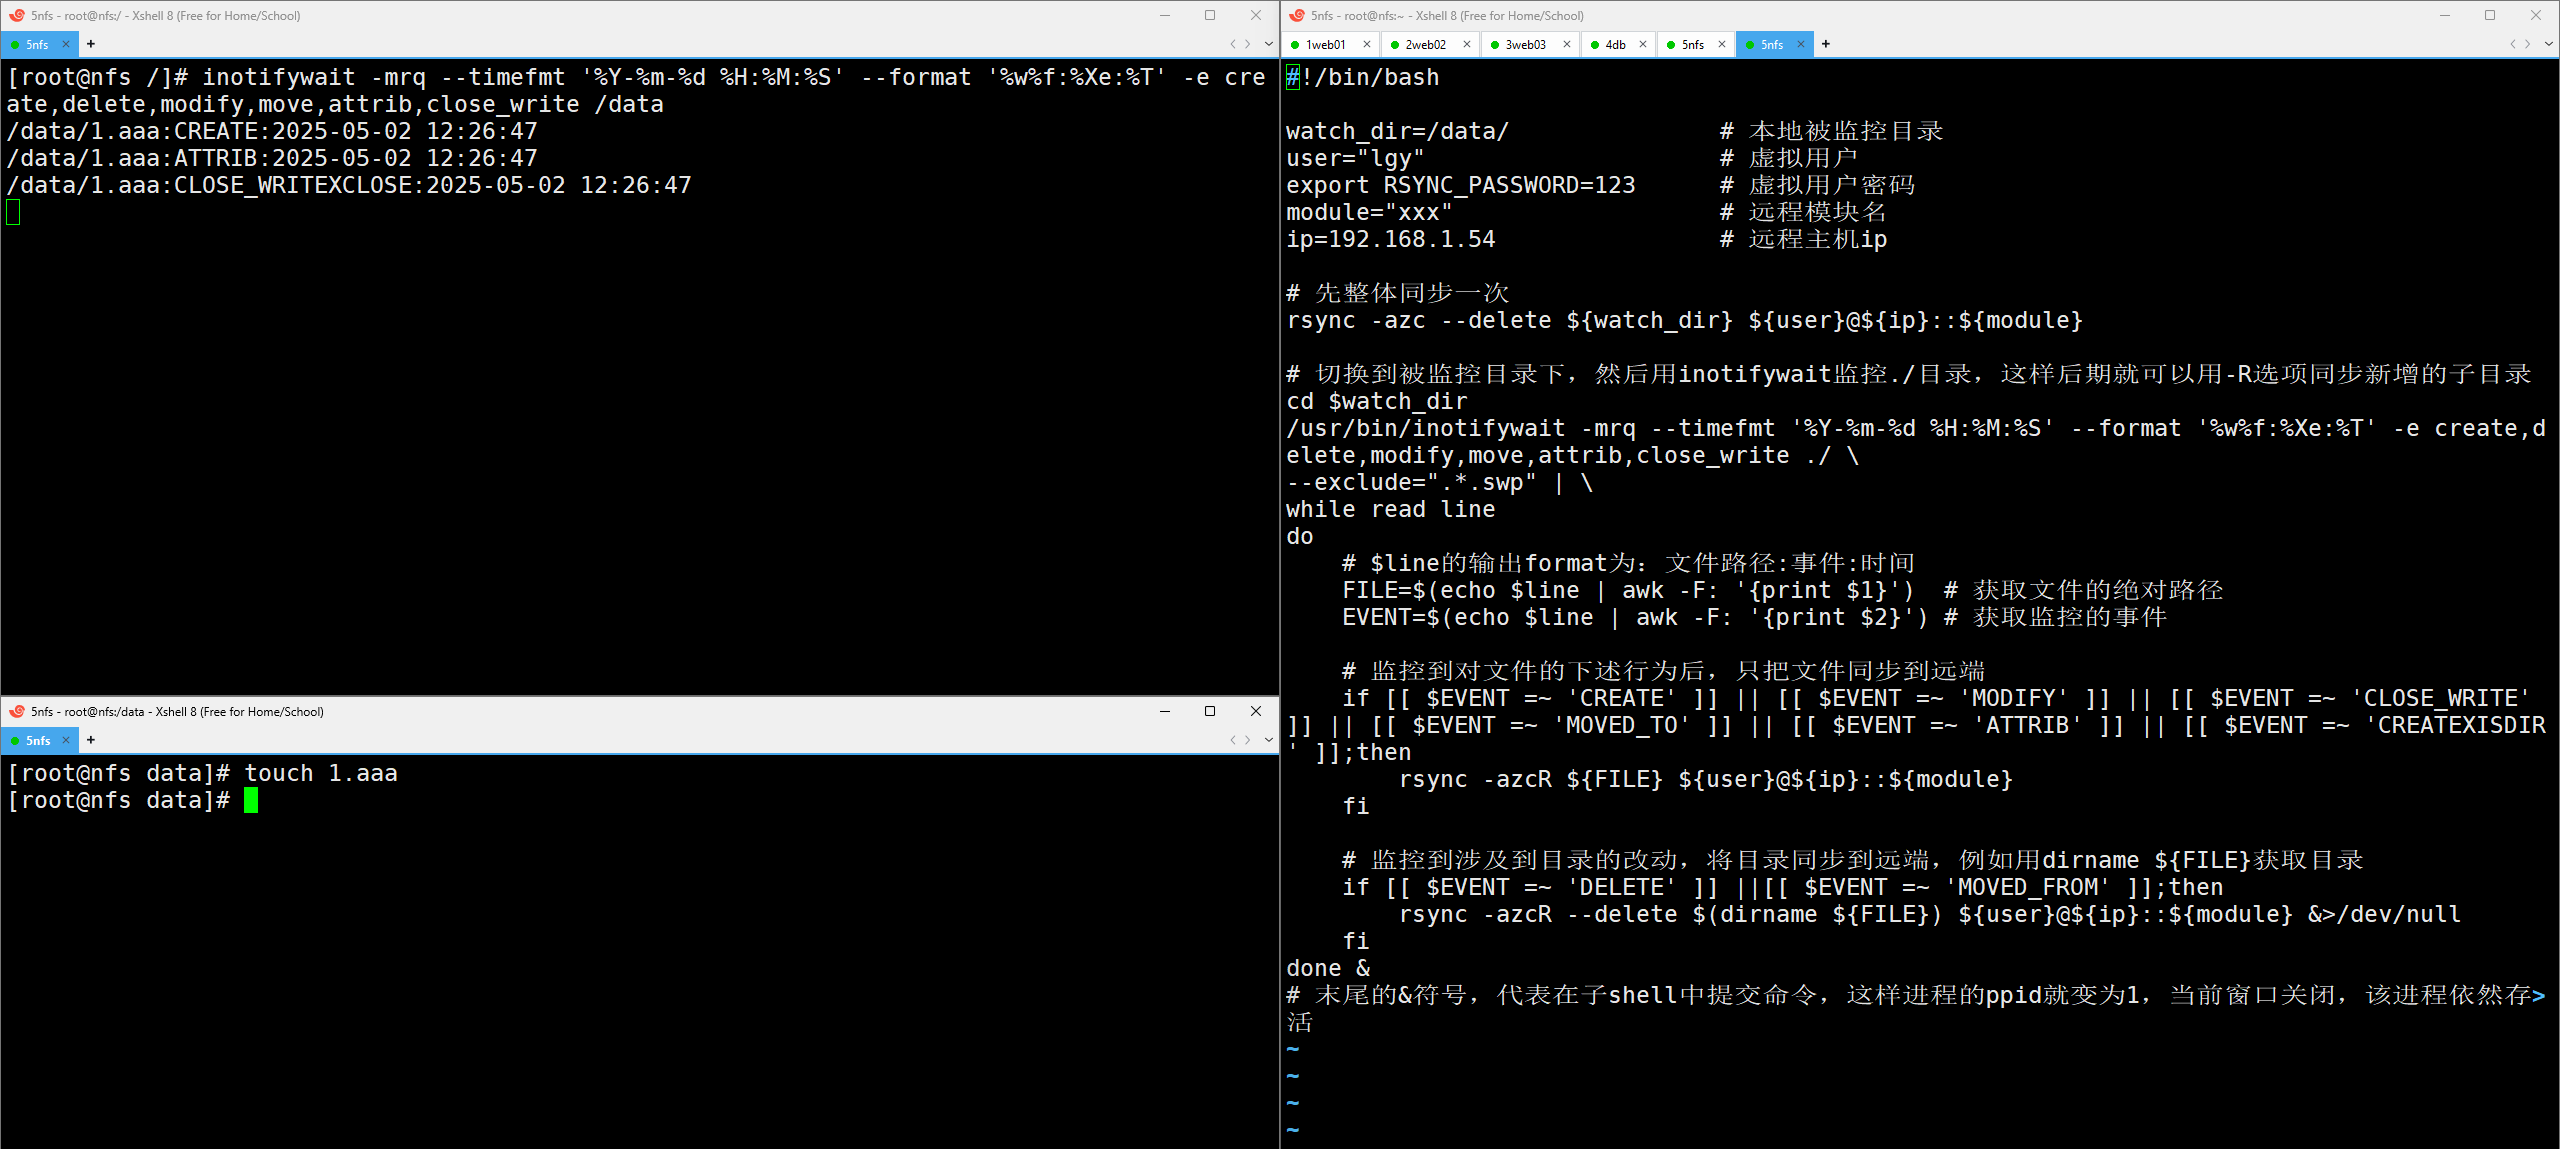 5nfs - root@nfs:/ - Xshell 8 (Free for Home/School)
5nfs
[root@nfs /]# inotifywait -mrq --timefmt '%Y-%m-%d %H:%M:%S' --format '%w%f:%Xe:%T' -e cre
ate,delete,modify,move,attrib,close_write /data
/data/1.aaa:CREATE:2025-05-02 12:26:47
/data/1.aaa:ATTRIB:2025-05-02 12:26:47
/data/1.aaa:CLOSE_WRITEXCLOSE:2025-05-02 12:26:47
5nfs - root@nfs:/data - Xshell 8 (Free for Home/School)
5nfs
[root@nfs data]# touch 1.aaa
[root@nfs data]#
5nfs - root@nfs:~ - Xshell 8 (Free for Home/School)
1web01 2web02 3web03 4db 5nfs 5nfs
#!/bin/bash
watch_dir=/data/ # 本地被监控目录
user="lgy" # 虚拟用户
export RSYNC_PASSWORD=123 # 虚拟用户密码
module="xxx" # 远程模块名
ip=192.168.1.54 # 远程主机ip
# 先整体同步一次
rsync -azc --delete ${watch_dir} ${user}@${ip}::${module}
# 切换到被监控目录下，然后用inotifywait监控./目录，这样后期就可以用-R选项同步新增的子目录
cd $watch_dir
/usr/bin/inotifywait -mrq --timefmt '%Y-%m-%d %H:%M:%S' --format '%w%f:%Xe:%T' -e create,d
elete,modify,move,attrib,close_write ./ \
--exclude=".*.swp" | \
while read line
do
# $line的输出format为：文件路径:事件:时间
FILE=$(echo $line | awk -F: '{print $1}') # 获取文件的绝对路径
EVENT=$(echo $line | awk -F: '{print $2}') # 获取监控的事件
# 监控到对文件的下述行为后，只把文件同步到远端
if [[ $EVENT =~ 'CREATE' ]] || [[ $EVENT =~ 'MODIFY' ]] || [[ $EVENT =~ 'CLOSE_WRITE'
]] || [[ $EVENT =~ 'MOVED_TO' ]] || [[ $EVENT =~ 'ATTRIB' ]] || [[ $EVENT =~ 'CREATEXISDIR
' ]];then
rsync -azcR ${FILE} ${user}@${ip}::${module}
fi
# 监控到涉及到目录的改动，将目录同步到远端，例如用dirname ${FILE}获取目录
if [[ $EVENT =~ 'DELETE' ]] ||[[ $EVENT =~ 'MOVED_FROM' ]];then
rsync -azcR --delete $(dirname ${FILE}) ${user}@${ip}::${module} &>/dev/null
fi
done &
# 末尾的&符号，代表在子shell中提交命令，这样进程的ppid就变为1，当前窗口关闭，该进程依然存>
活
~
~
~
~